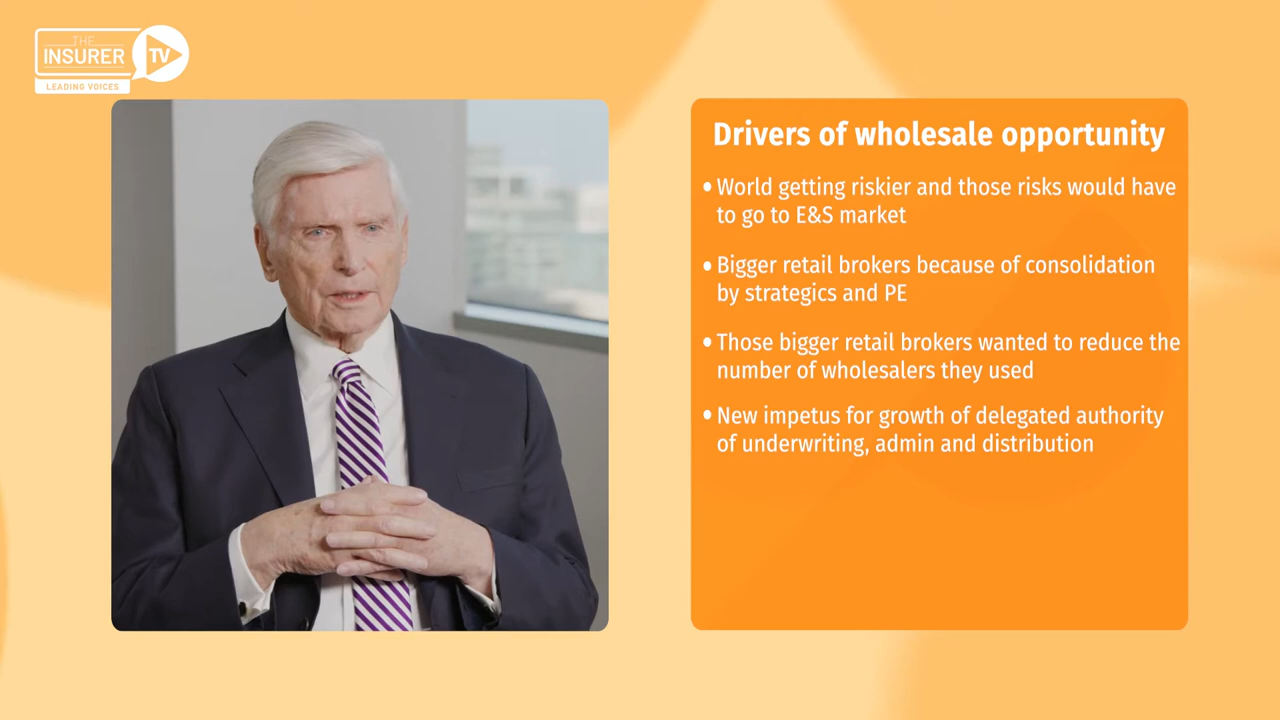 THE
INSURER
TV
LEADING VOICES
Drivers of wholesale opportunity
• World getting riskier and those risks would have
to go to E&S market
• Bigger retail brokers because of consolidation
by strategics and PE
• Those bigger retail brokers wanted to reduce the
number of wholesalers they used
• New impetus for growth of delegated authority
of underwriting, admin and distribution